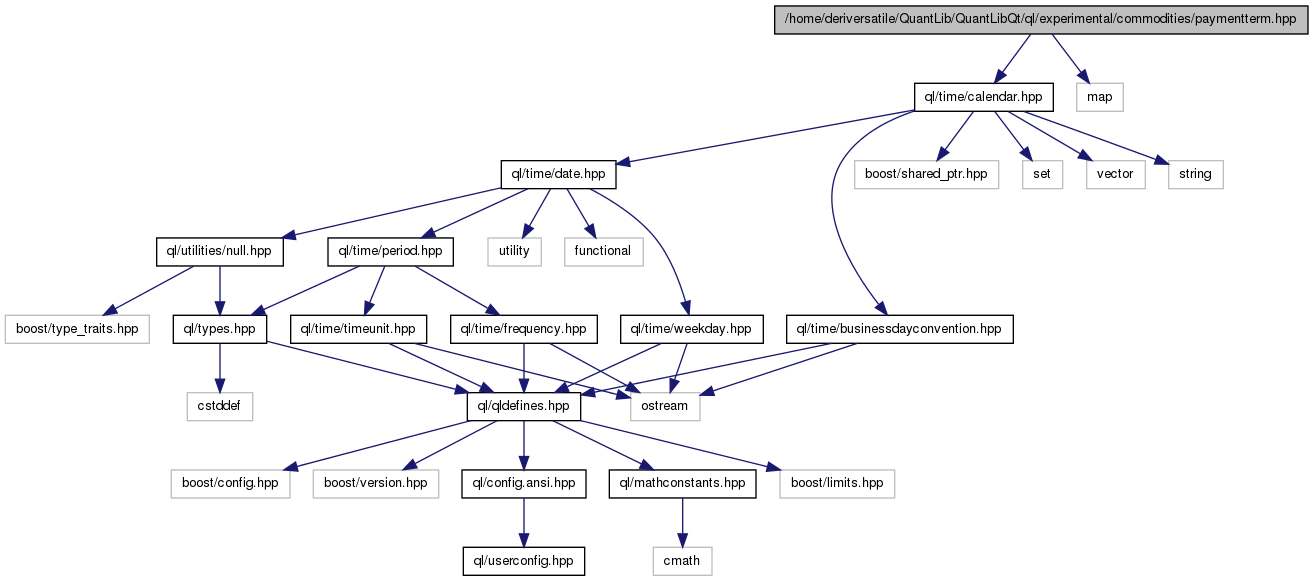 /home/deriversatile/QuantLib/QuantLibQt/ql/experimental/commodities/paymentterm.hpp
ql/time/calendar.hpp
map
ql/time/date.hpp
boost/shared_ptr.hpp
set
vector
string
ql/utilities/null.hpp
ql/time/period.hpp
utility
functional
boost/type_traits.hpp
ql/types.hpp
ql/time/timeunit.hpp
ql/time/frequency.hpp
ql/time/weekday.hpp
ql/time/businessdayconvention.hpp
cstddef
ql/qldefines.hpp
ostream
boost/config.hpp
boost/version.hpp
ql/config.ansi.hpp
ql/mathconstants.hpp
boost/limits.hpp
ql/userconfig.hpp
cmath